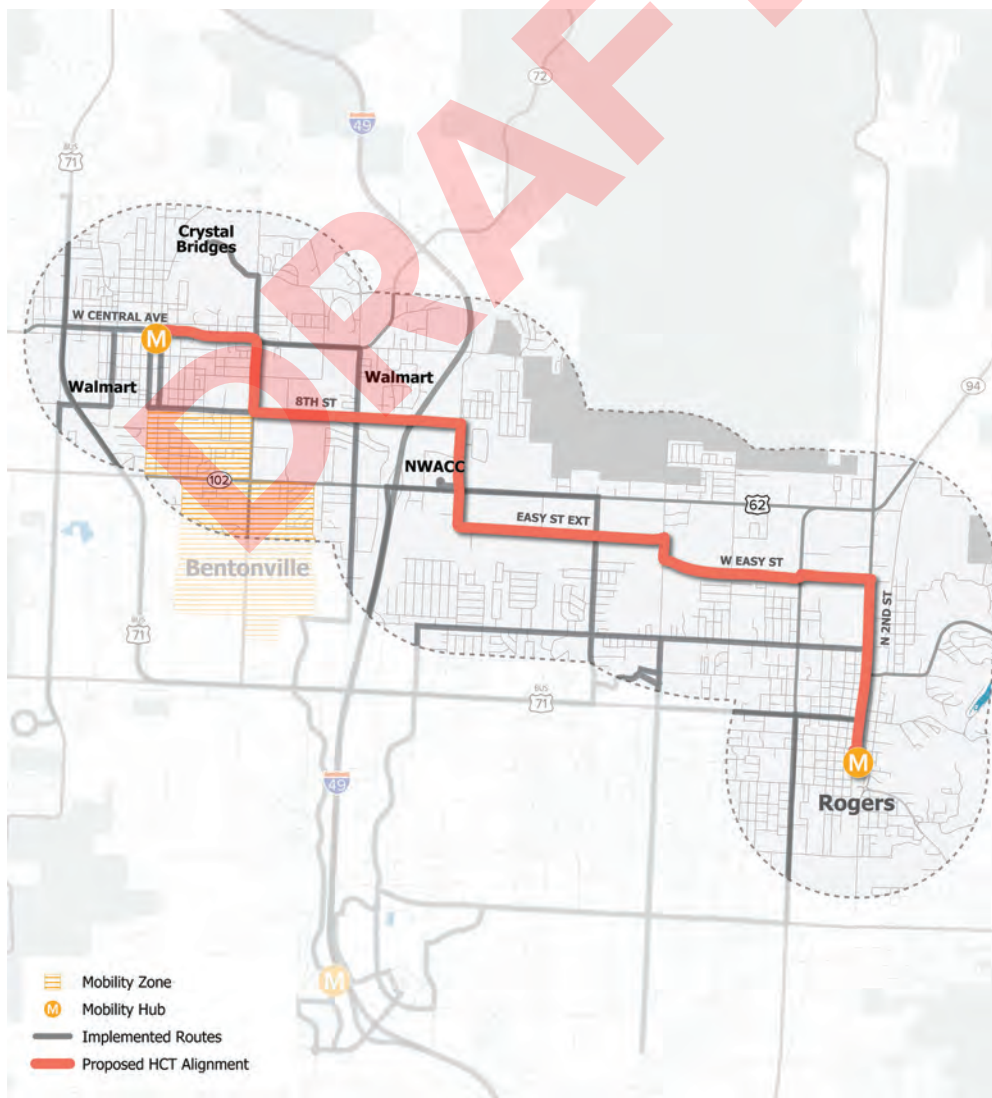 DRAFT
72
49
BUS
71
Crystal
Bridges
W CENTRAL AVE
M
Walmart
Walmart
8TH ST
94
NWACC
102
62
EASY ST EXT
W EASY ST
Bentonville
N 2ND ST
71
BUS
71
M
49
Rogers
M
Mobility Zone
M Mobility Hub
Implemented Routes
Proposed HCT Alignment